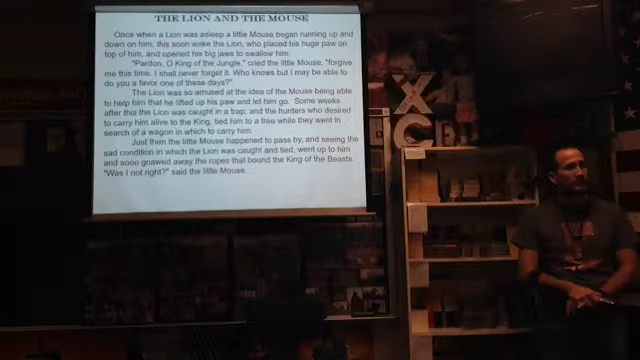 THE LION AND THE MOUSE
Once when a Lion was asleep a little Mouse began running up and
down on him; this soon woke the Lion, who placed his huge paw on
top of him, and opened his big jaws to swallow him.
"Pardon, O King of the Jungle," cried the little Mouse, "forgive
me this time. I shall never forget it. Who knows but I may be able to
do you a favor one of these days?"
The Lion was so amused at the idea of the Mouse being able
to help him that he lifted up his paw and let him go. Some weeks
after this the Lion was caught in a trap, and the hunters who desired
to carry him alive to the King, tied him to a tree while they went in
search of a wagon in which to carry him.
Just then the little Mouse happened to pass by, and seeing the
sad condition in which the Lion was caught and tied, went up to him
and soon gnawed away the ropes that bound the King of the Beasts.
"Was I not right?" said the little Mouse.
X
C